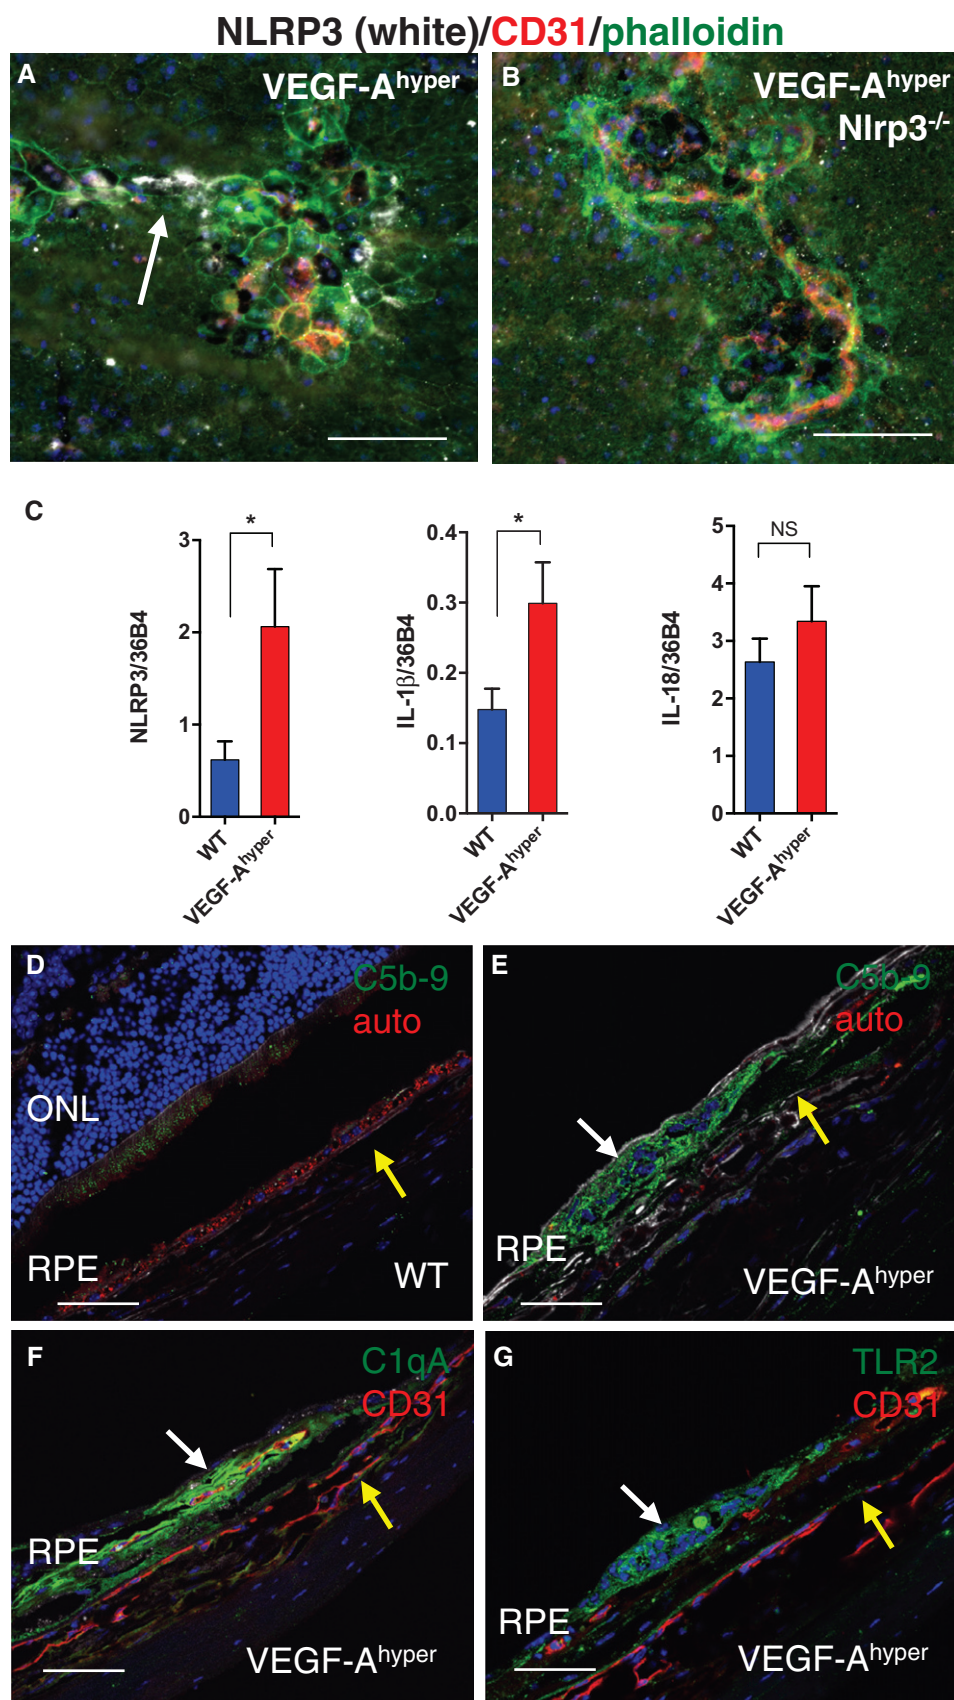 NLRP3 (white)/CD31/phalloidin
A
VEGF-Ahyper
B
VEGF-Ahyper
Nlrp3-/-
C
NLRP3/36B4
3
2
1
0
*
WT
VEGF-Ahyper
IL-1β/36B4
0.4
0.3
0.2
0.1
0.0
*
WT
VEGF-Ahyper
IL-18/36B4
5
4
3
2
1
0
NS
WT
VEGF-Ahyper
D
C5b-9
auto
ONL
RPE
WT
E
C5b-9
auto
RPE
VEGF-Ahyper
F
C1qA
CD31
RPE
VEGF-Ahyper
G
TLR2
CD31
RPE
VEGF-Ahyper